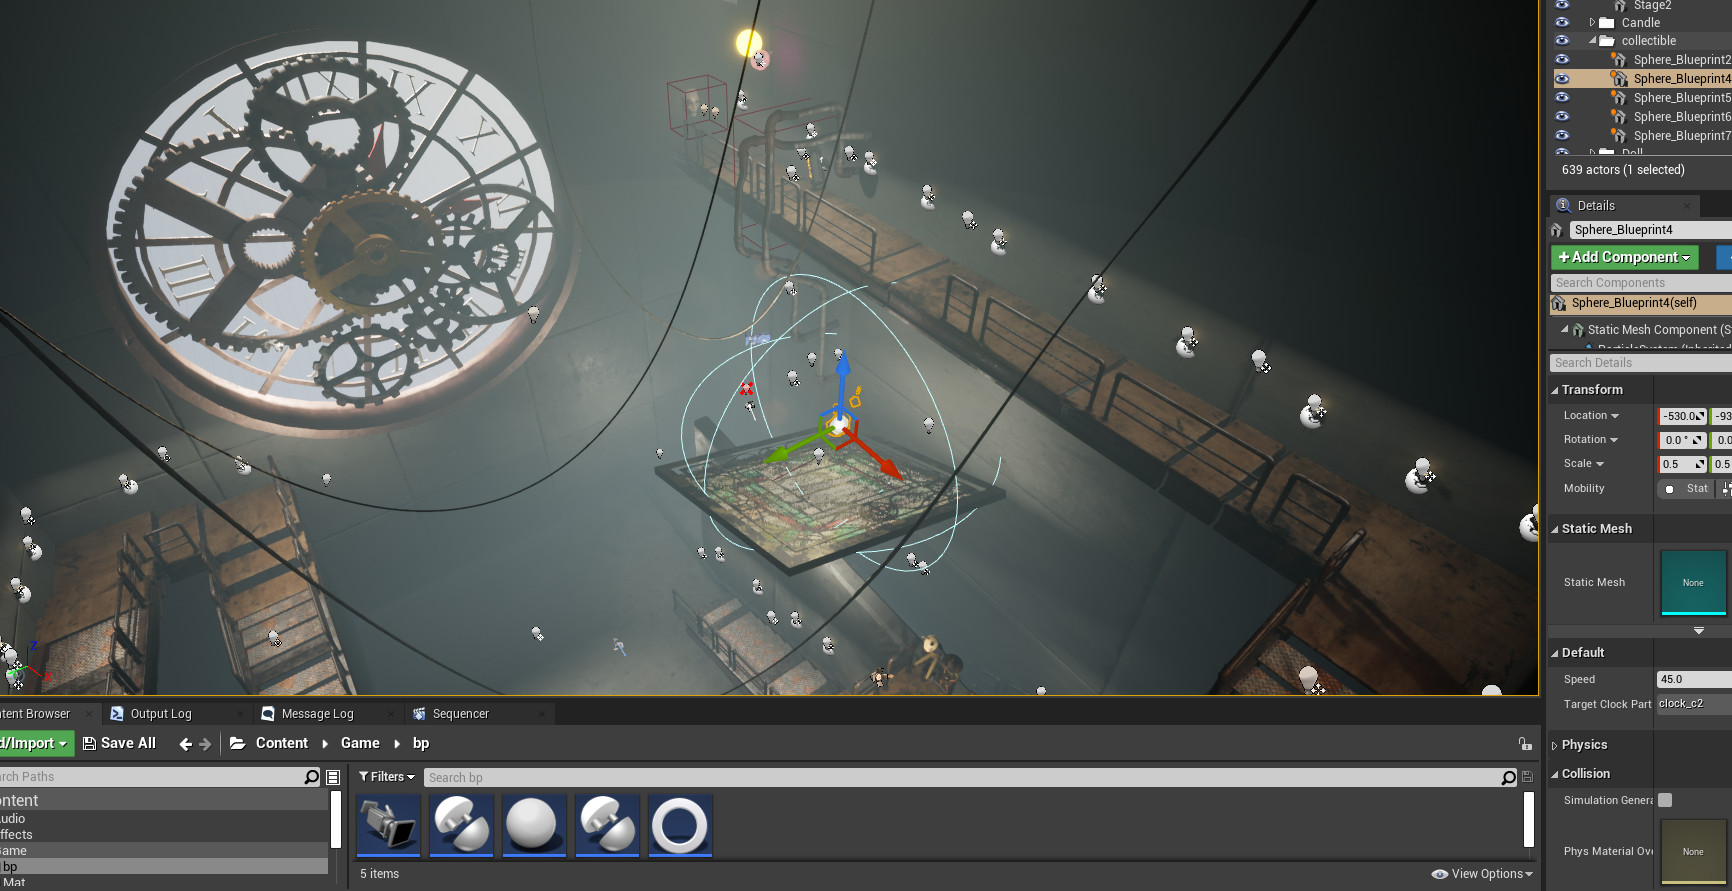 Stage2
Candle
collectible
Sphere_Blueprint2
Sphere_Blueprint4
Sphere_Blueprint5
Sphere_Blueprint6
Sphere_Blueprint7
639 actors (1 selected)
Details
Sphere_Blueprint4
+ Add Component
Search Components
Sphere_Blueprint4(self)
Static Mesh Component (S
Search Details
Transform
Location
-530.0
-93
Rotation
0.0 °
0.0
Scale
0.5
0.5
Mobility
Stat
Static Mesh
Static Mesh
None
Default
Speed
45.0
Target Clock Part
clock_c2
Physics
Collision
Simulation Genera
Phys Material Ove
None
Z
X
ntent Browser
Output Log
Message Log
Sequencer
d/Import
Save All
Content
Game
bp
rch Paths
Filters
Search bp
ontent
udio
ffects
ame
bp
Mat
5 items
View Options